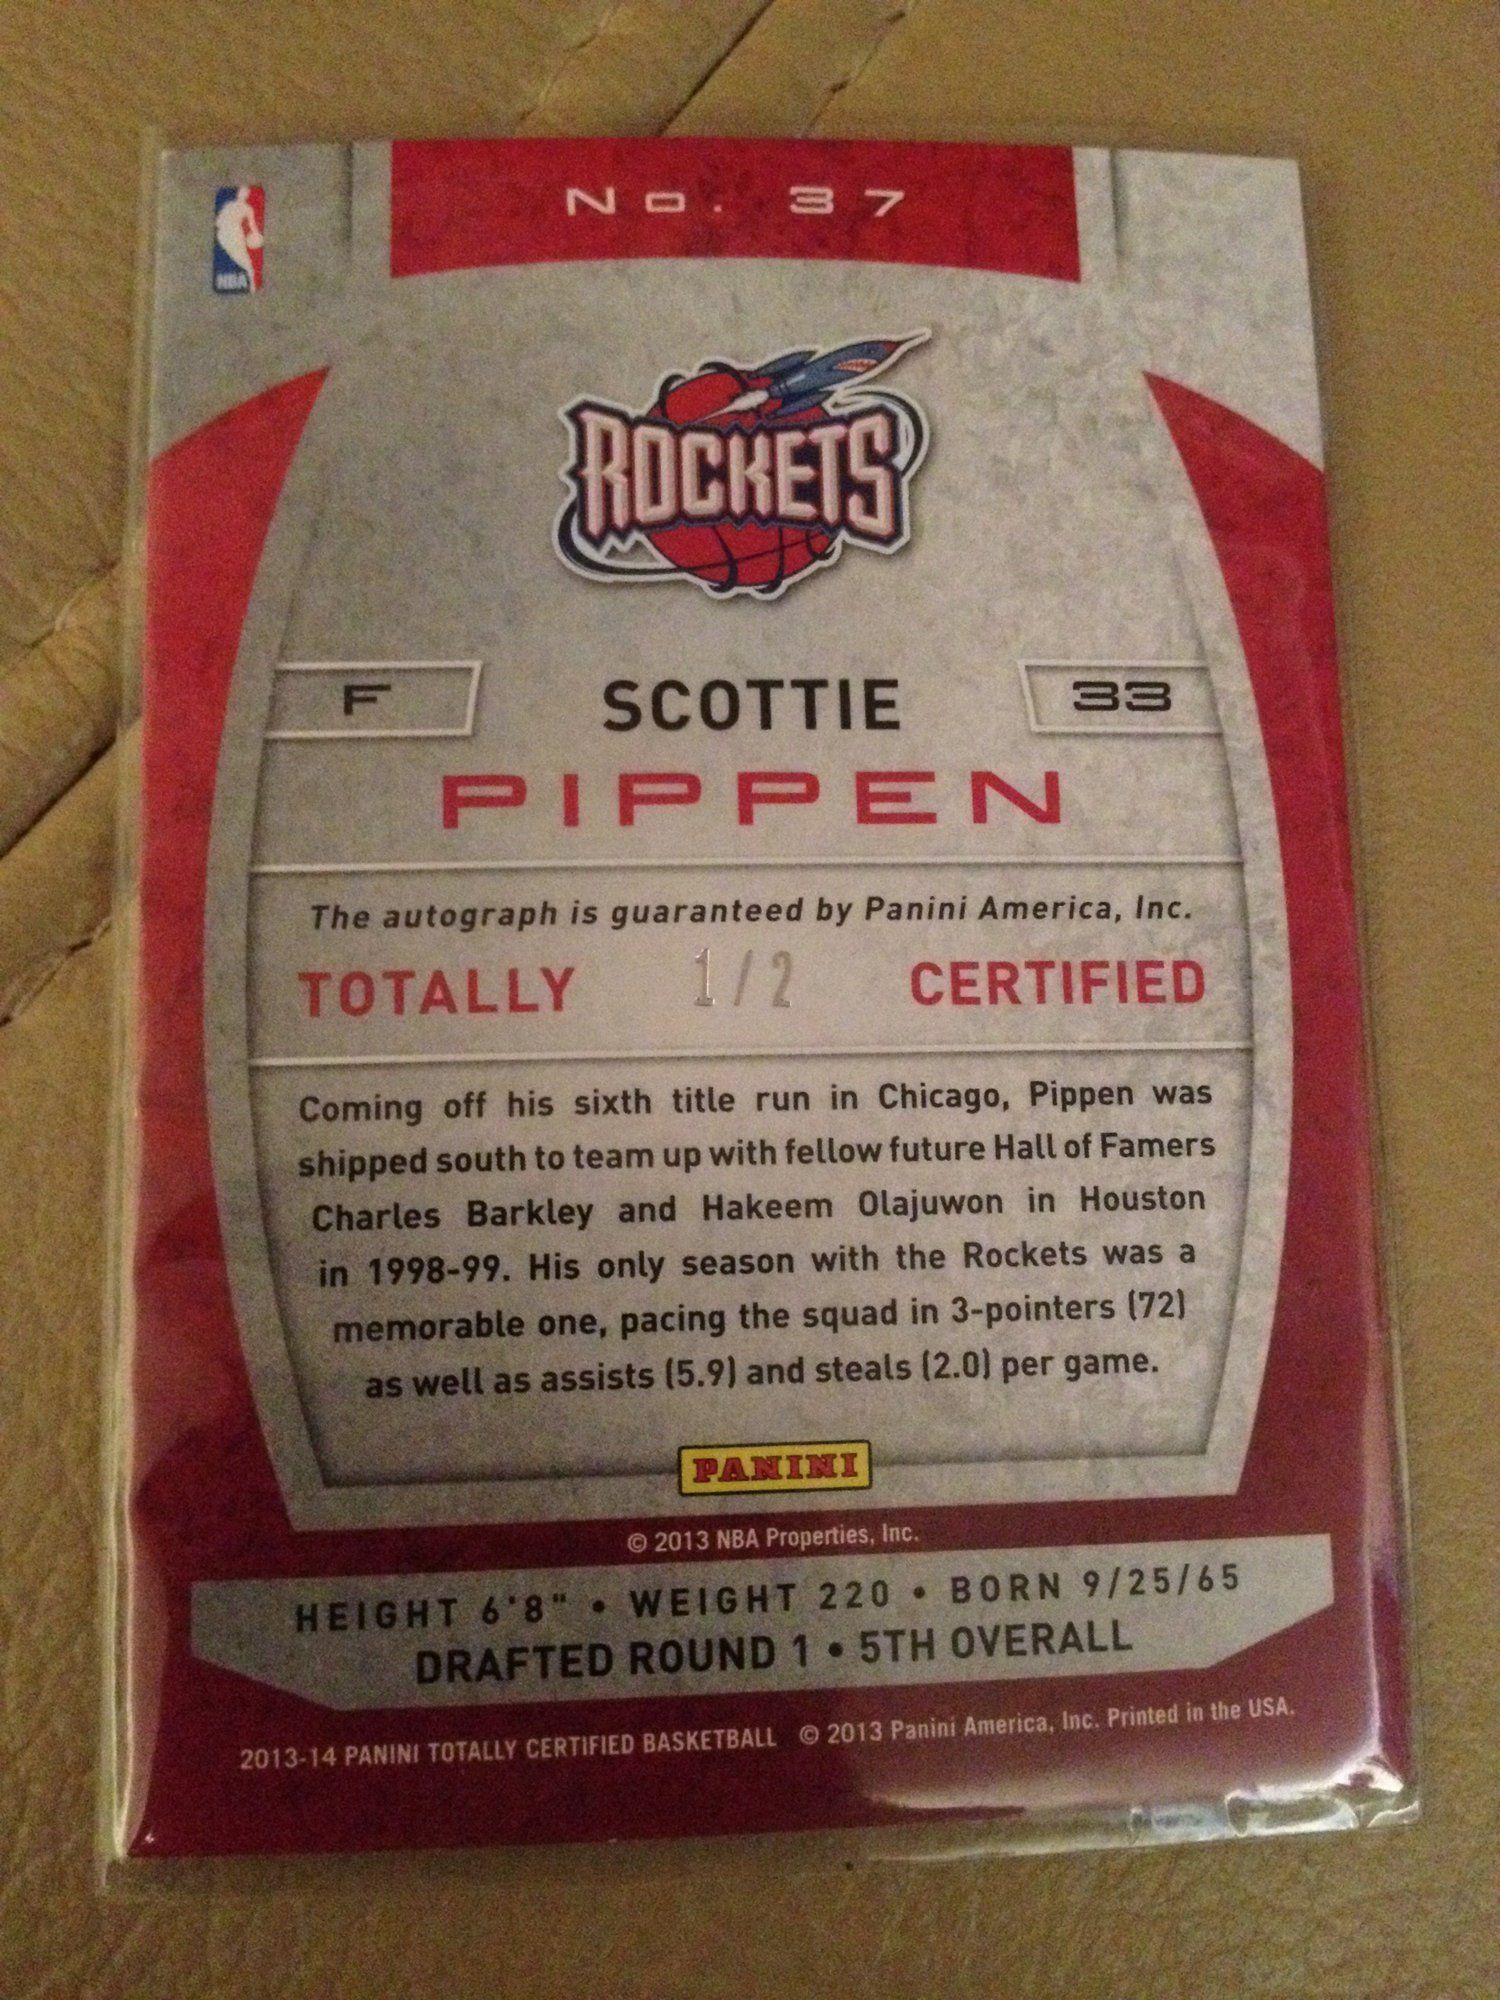 No. 37
NBA
ROCKETS
F SCOTTIE 33
PIPPEN
The autograph is guaranteed by Panini America, Inc.
TOTALLY 1/2 CERTIFIED
Coming off his sixth title run in Chicago, Pippen was
shipped south to team up with fellow future Hall of Famers
Charles Barkley and Hakeem Olajuwon in Houston
in 1998-99. His only season with the Rockets was a
memorable one, pacing the squad in 3-pointers (72)
as well as assists (5.9) and steals (2.0) per game.
PANINI
© 2013 NBA Properties, Inc.
HEIGHT 6'8" • WEIGHT 220 • BORN 9/25/65
DRAFTED ROUND 1 • 5TH OVERALL
2013-14 PANINI TOTALLY CERTIFIED BASKETBALL © 2013 Panini America, Inc. Printed in the USA.